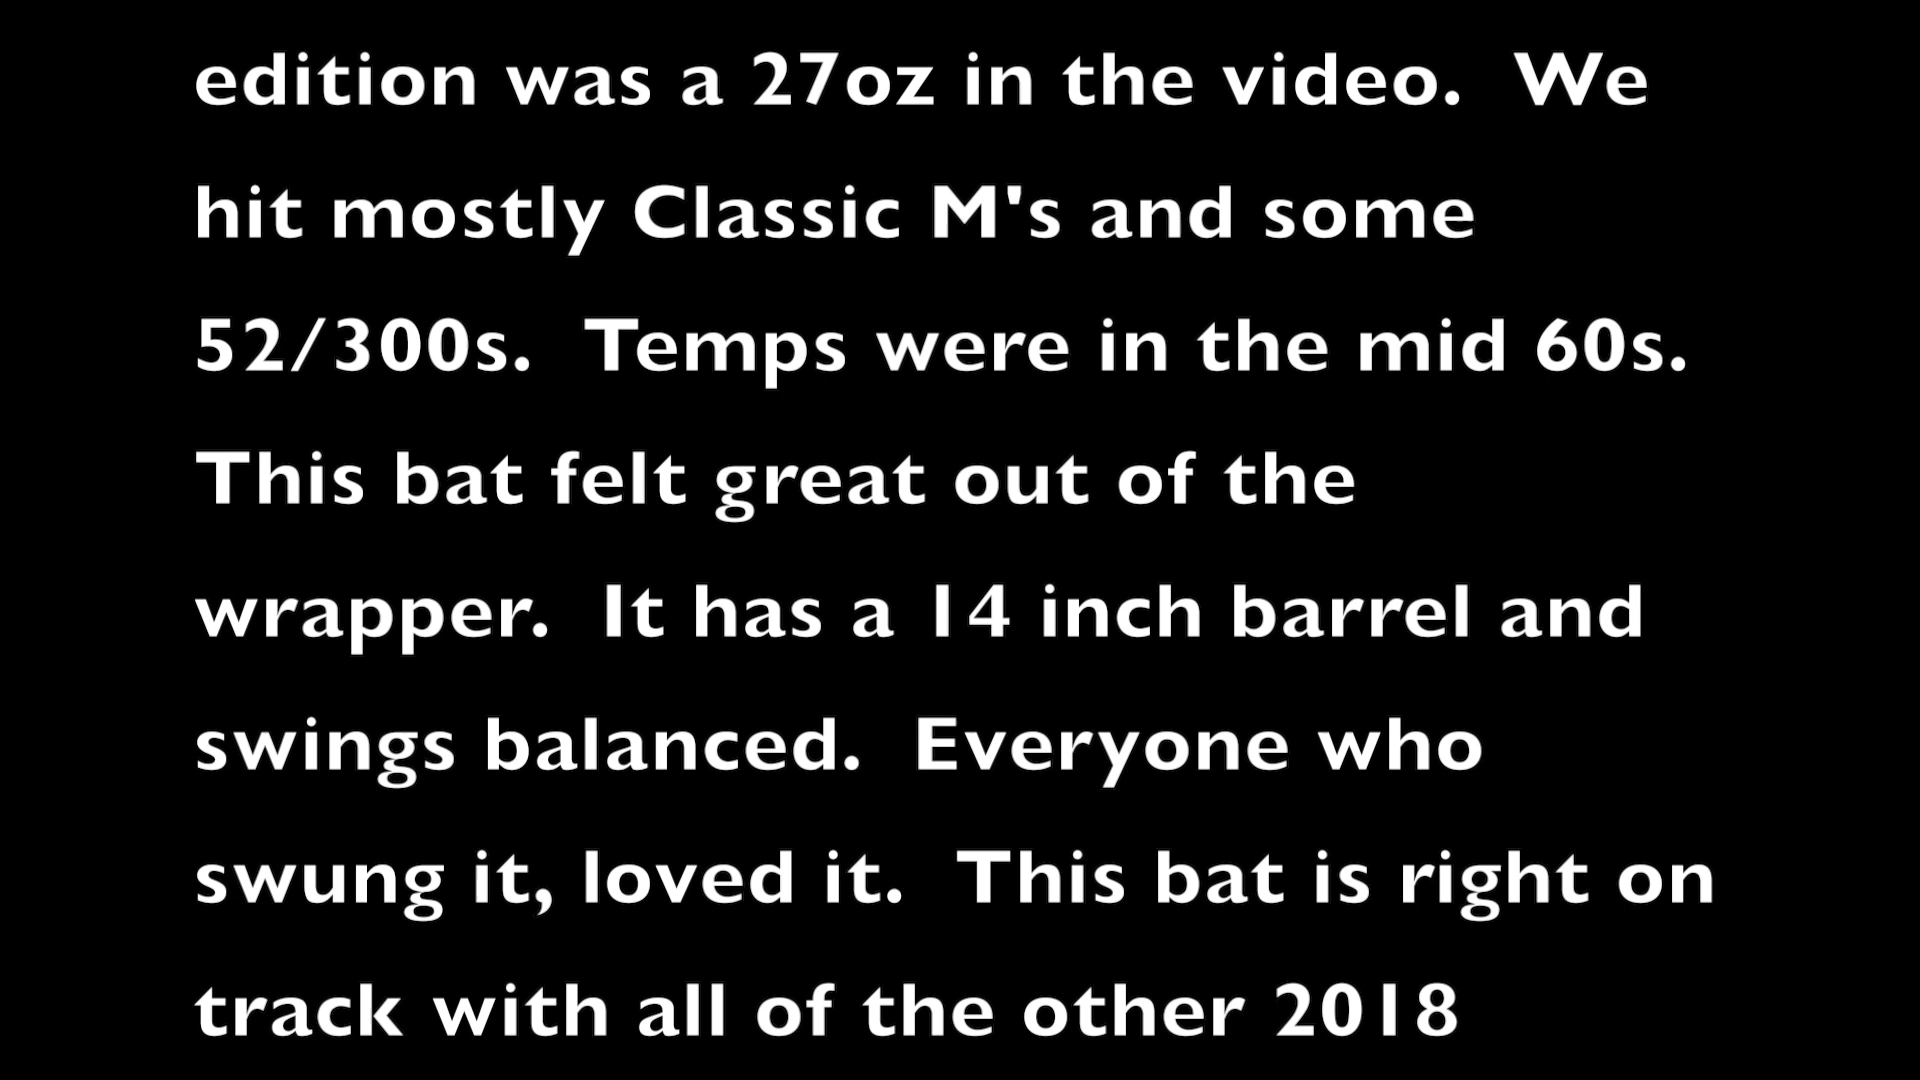 edition was a 27oz in the video.  We
hit mostly Classic M's and some
52/300s.  Temps were in the mid 60s.
This bat felt great out of the
wrapper.  It has a 14 inch barrel and
swings balanced.  Everyone who
swung it, loved it.  This bat is right on
track with all of the other 2018